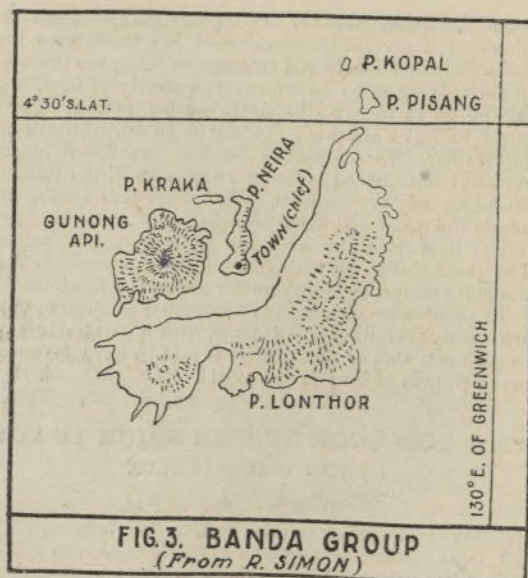 P. KOPAL
P. PISANG
4°30'S. LAT.
P. KRAKA
P. NEIRA
TOWN (Chief)
GUNONG
API.
P. LONTHOR
130° E. OF GREENWICH
FIG. 3. BANDA GROUP
(From R. SIMON)